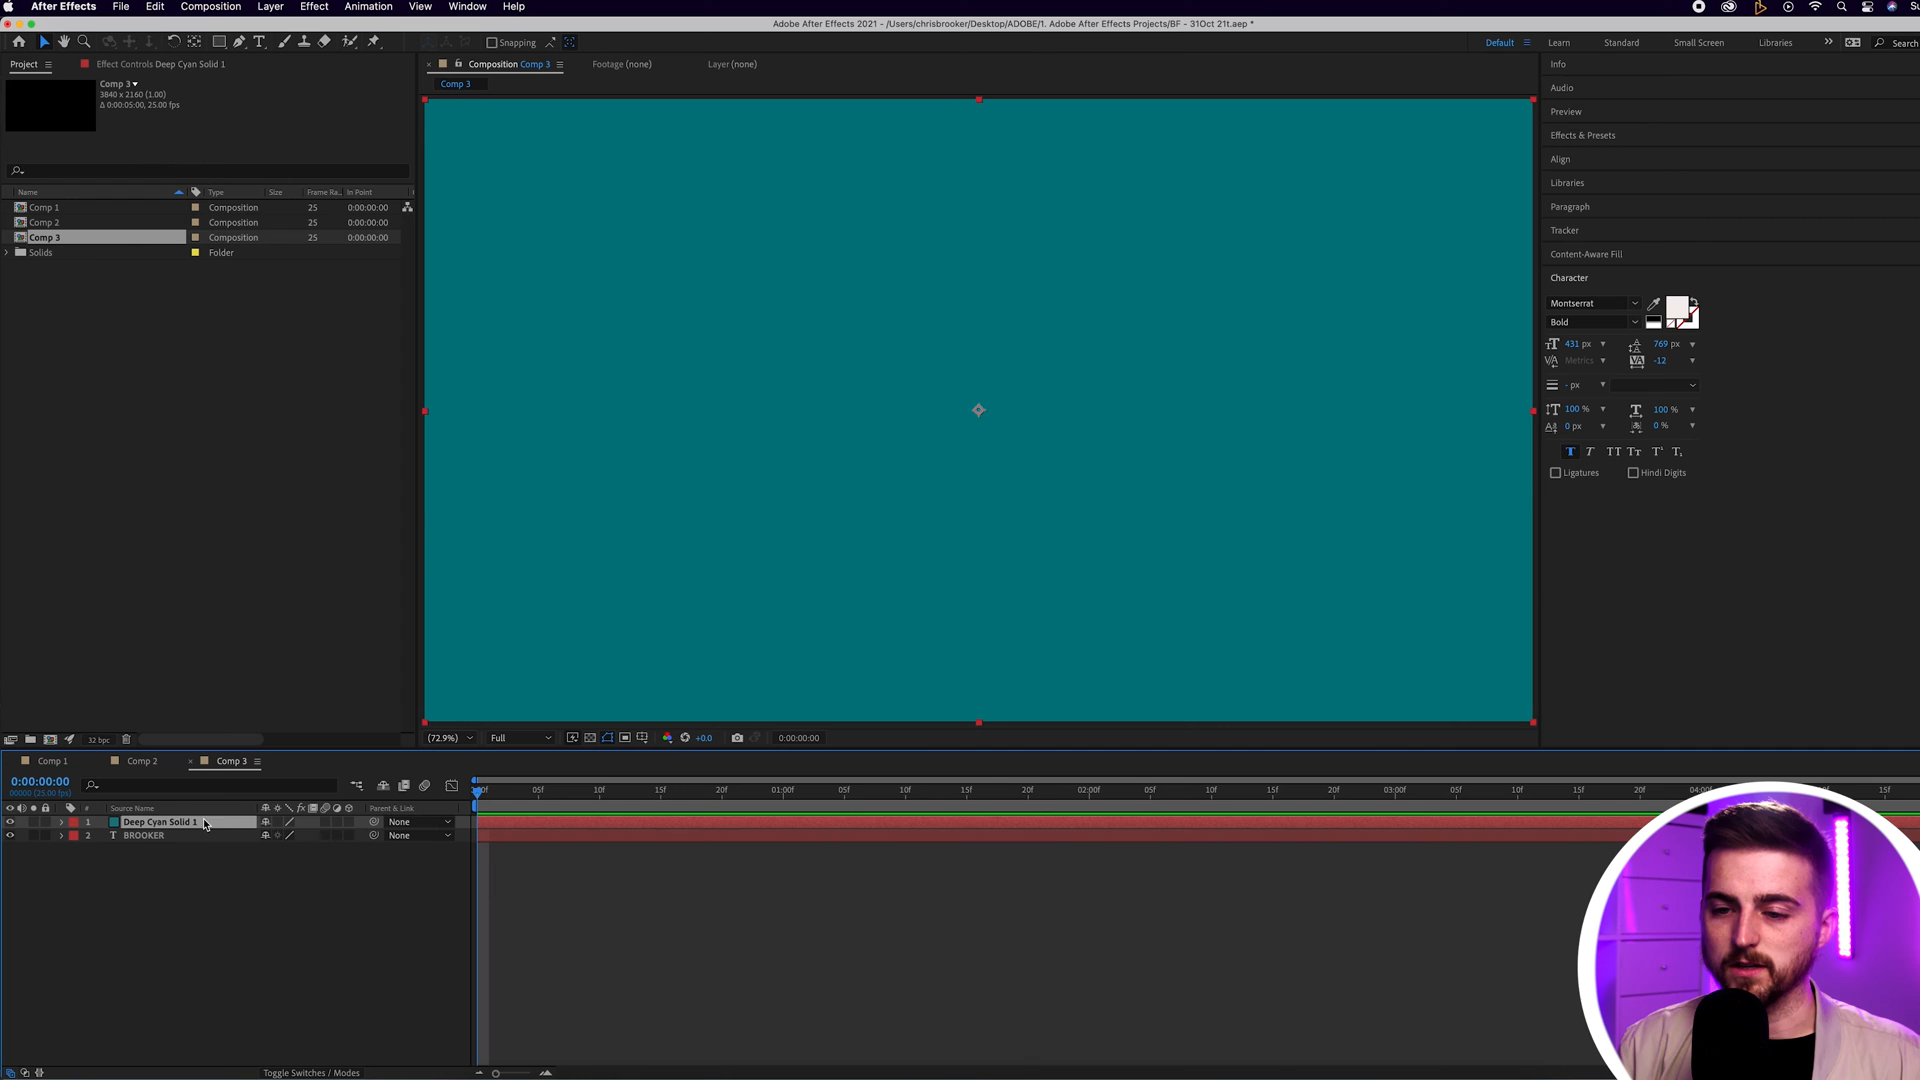 After Effects File Edit Composition Layer Effect Animation View Window Help
Adobe After Effects 2021 - /Users/chrisbrooker/Desktop/ADOBE/1. Adobe After Effects Projects/BF - 31Oct 21t.aep *
Snapping Default Learn Standard Small Screen Libraries Search
Project Effect Controls Deep Cyan Solid 1 Composition Comp 3 Footage (none) Layer (none) Info
Comp 3
3840 x 2160 (1.00)
Δ 0:00:05:00, 25.00 fps
Comp 3
Audio
Preview
Effects & Presets
Align
Libraries
Paragraph
Tracker
Content-Aware Fill
Character
Name Type Size Frame Ra... In Point
Comp 1 Composition 25 0:00:00:00
Comp 2 Composition 25 0:00:00:00
Comp 3 Composition 25 0:00:00:00
Solids Folder
Montserrat
Bold
431 px 769 px
Metrics -12
- px
100 % 100 %
0 px 0 %
Ligatures Hindi Digits
32 bpc (72.9%) Full +0.0 0:00:00:00
Comp 1 Comp 2 Comp 3
0:00:00:00
00000 (25.00 fps)
05f 10f 15f 20f 01:00f 05f 10f 15f 20f 02:00f 05f 10f 15f 20f 03:00f 05f 10f 15f 20f 15f
# Source Name Parent & Link
1 Deep Cyan Solid 1 None
2 T BROOKER None
Toggle Switches / Modes